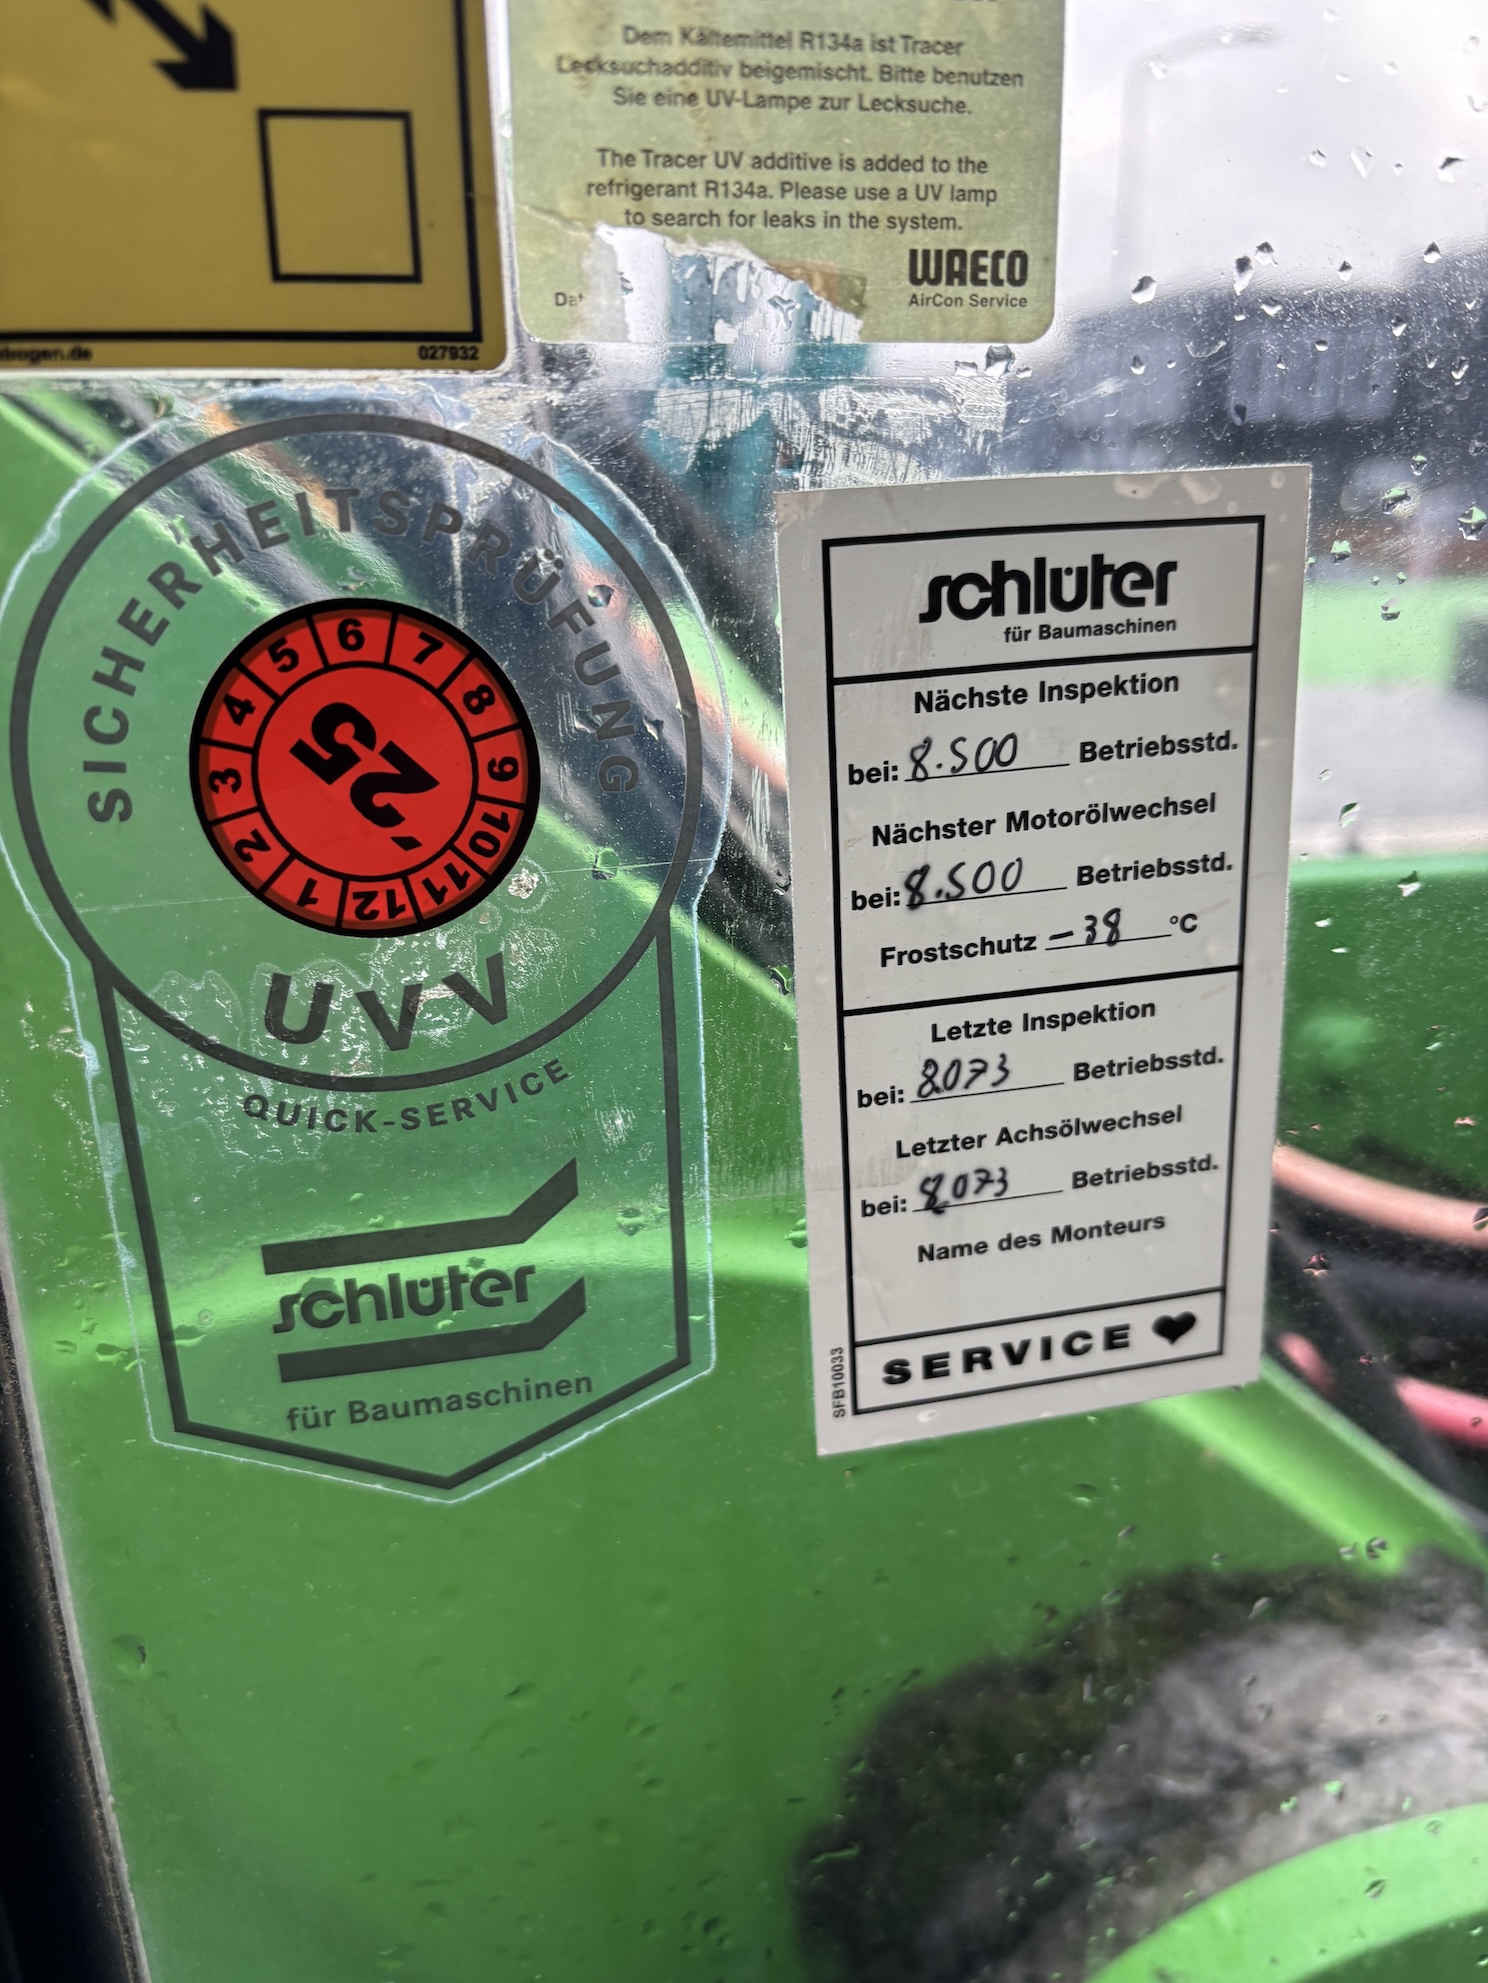 Dem Kältemittel R134a ist Tracer
Lecksuchadditiv beigemischt. Bitte benutzen
Sie eine UV-Lampe zur Lecksuche.
The Tracer UV additive is added to the
refrigerant R134a. Please use a UV lamp
to search for leaks in the system.
WAECO
AirCon Service
027932
SICHERHEITSPRÜFUNG
1 2 3 4 5 6 7 8 9 10 11 12
'25
UVV
QUICK-SERVICE
schlüter
für Baumaschinen
schlüter
für Baumaschinen
Nächste Inspektion
bei: 8.500 Betriebsstd.
Nächster Motorölwechsel
bei: 8.500 Betriebsstd.
Frostschutz -38 °C
Letzte Inspektion
bei: 8073 Betriebsstd.
Letzter Achsölwechsel
bei: 8073 Betriebsstd.
Name des Monteurs
SERVICE
SFB10033